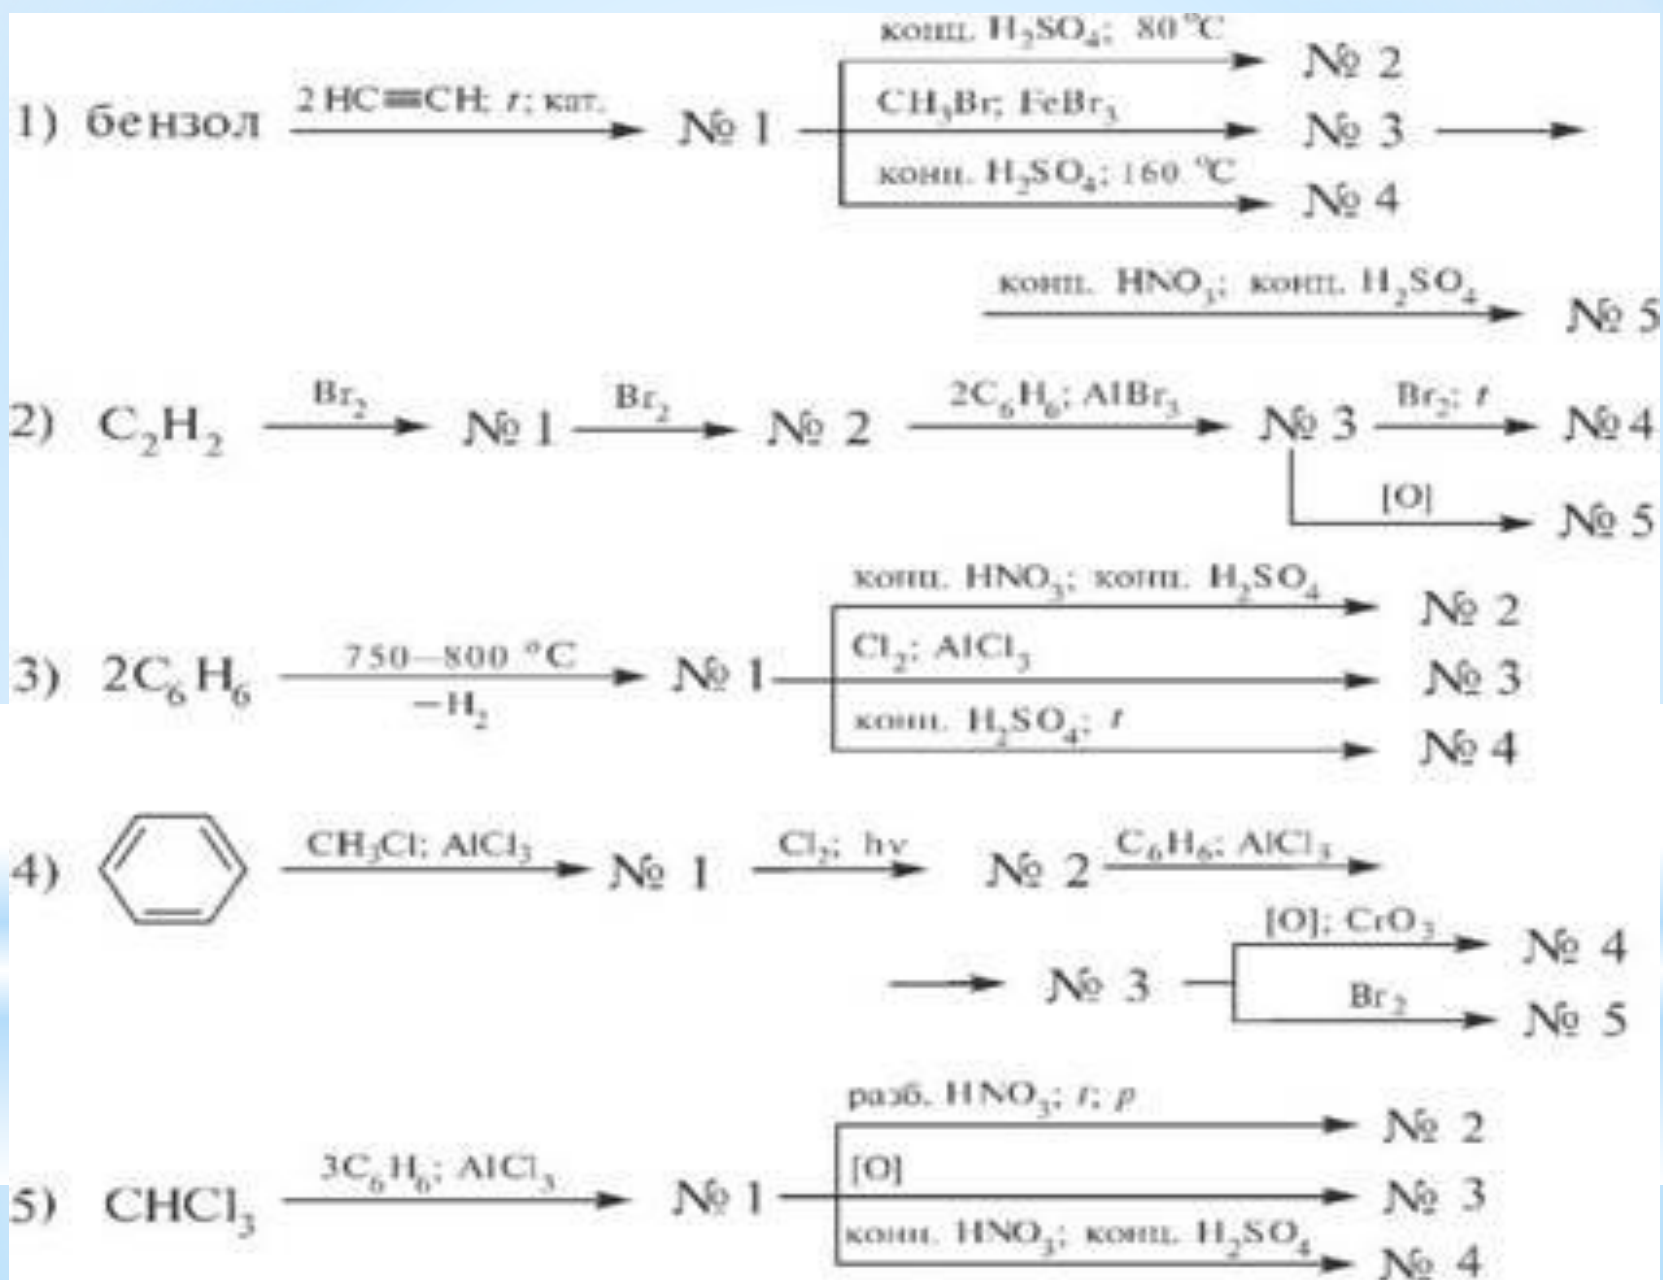 конц. H₂SO₄; 80 °C
№ 2
1) бензол 2 HC≡CH; t; кат. № 1 CH₃Br; FeBr₃ № 3
конц. H₂SO₄; 160 °C № 4
конц. HNO₃; конц. H₂SO₄ № 5
2) C₂H₂ Br₂ № 1 Br₂ № 2 2C₆H₆; AlBr₃ № 3 Br₂; t № 4
[O] № 5
конц. HNO₃; конц. H₂SO₄ № 2
3) 2C₆H₆ 750–800 °C № 1 Cl₂; AlCl₃ № 3
–H₂
конц. H₂SO₄; t № 4
4) CH₃Cl; AlCl₃ № 1 Cl₂; hν № 2 C₆H₆; AlCl₃
[O]; CrO₃ № 4
№ 3
Br₂ № 5
разб. HNO₃; t; p № 2
5) CHCl₃ 3C₆H₆; AlCl₃ № 1 [O] № 3
конц. HNO₃; конц. H₂SO₄ № 4